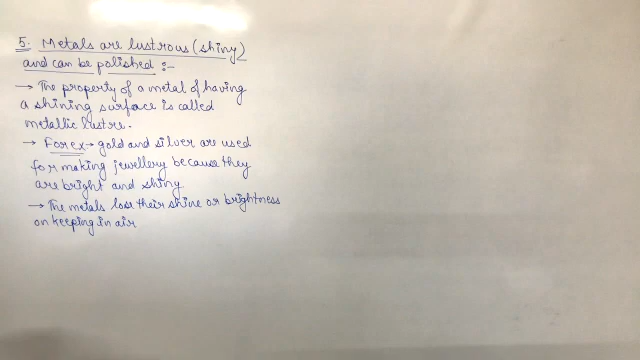 5. Metals are lustrous (shiny)
and can be polished :-
→ The property of a metal of having
a shining surface is called
metallic lustre.
→ Forex → gold and silver are used
for making jewellery because they
are bright and shiny
→ The metals lose their shine or brightness
on keeping in air